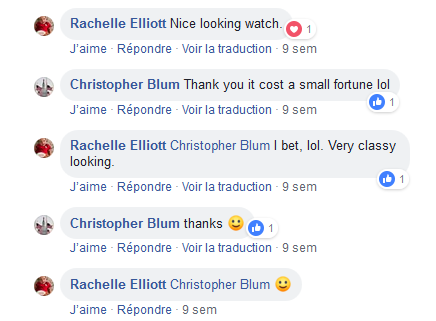 Rachelle Elliott Nice looking watch.
1
J’aime · Répondre · Voir la traduction · 9 sem
Christopher Blum Thank you it cost a small fortune lol
1
J’aime · Répondre · Voir la traduction · 9 sem
Rachelle Elliott Christopher Blum I bet, lol. Very classy
looking.
1
J’aime · Répondre · Voir la traduction · 9 sem
Christopher Blum thanks 🙂
1
J’aime · Répondre · Voir la traduction · 9 sem
Rachelle Elliott Christopher Blum 🙂
J’aime · Répondre · 9 sem